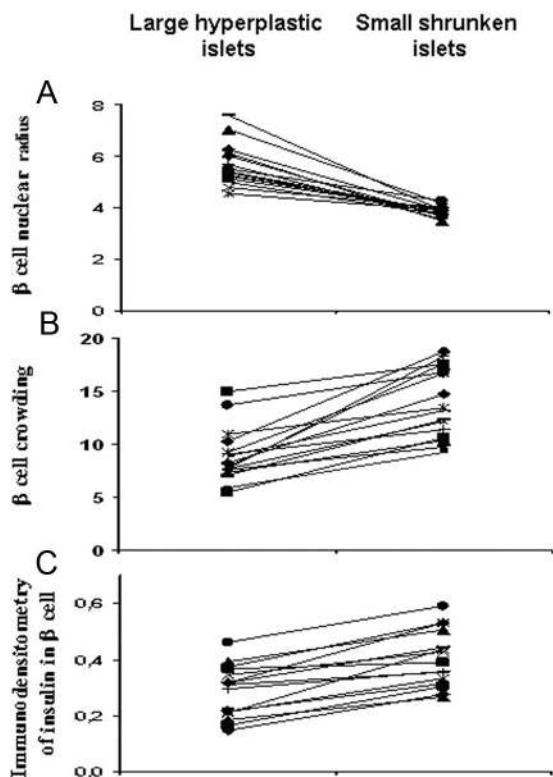 Large hyperplastic
islets
Small shrunken
islets
A
β cell nuclear radius
8
6
4
2
0
B
β cell crowding
20
15
10
5
0
C
Immunodensitometry
of insulin in β cell
0,6
0,4
0,2
0,0